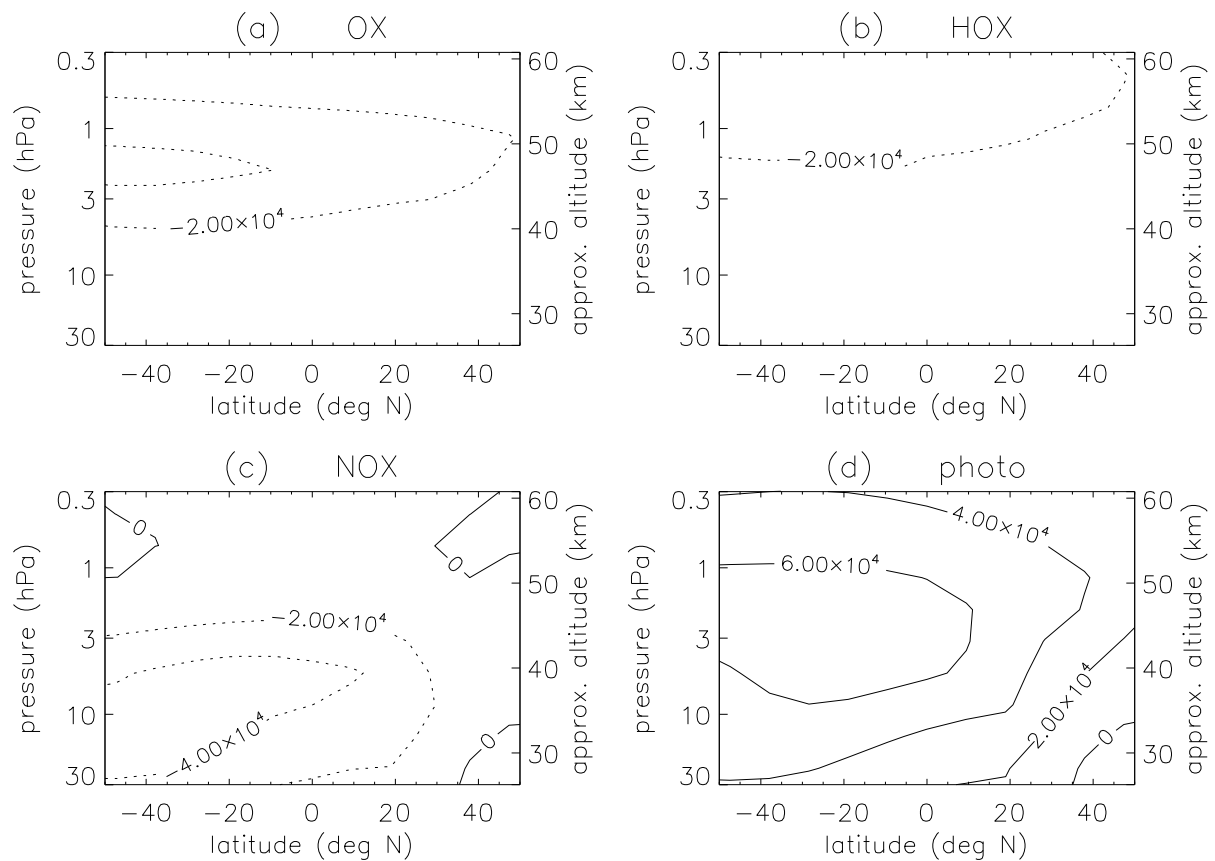 (a) OX
0.3
1
3
10
30
pressure (hPa)
60
50
40
30
approx. altitude (km)
−2.00×10⁴
−40 −20 0 20 40
latitude (deg N)
(b) HOX
0.3
1
3
10
30
pressure (hPa)
60
50
40
30
approx. altitude (km)
−2.00×10⁴
−40 −20 0 20 40
latitude (deg N)
(c) NOX
0.3
1
3
10
30
pressure (hPa)
60
50
40
30
approx. altitude (km)
0
0
−2.00×10⁴
−4.00×10⁴
0
−40 −20 0 20 40
latitude (deg N)
(d) photo
0.3
1
3
10
30
pressure (hPa)
60
50
40
30
approx. altitude (km)
4.00×10⁴
6.00×10⁴
2.00×10⁴
0
−40 −20 0 20 40
latitude (deg N)